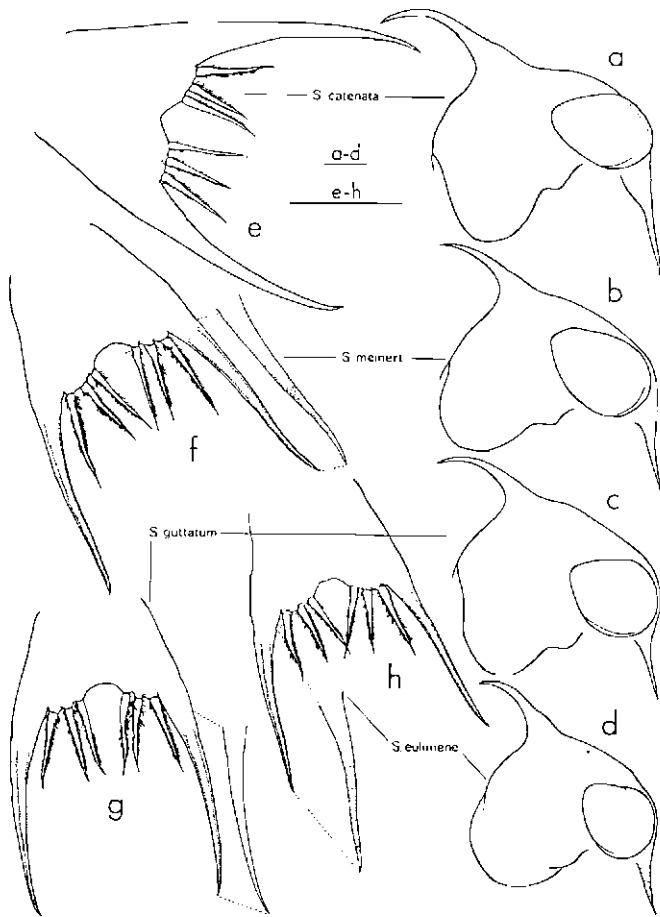 a
S. catenata
a-d
e-h
e
b
S. meinert
f
c
S. guttatum
h
d
S. eulimene
g